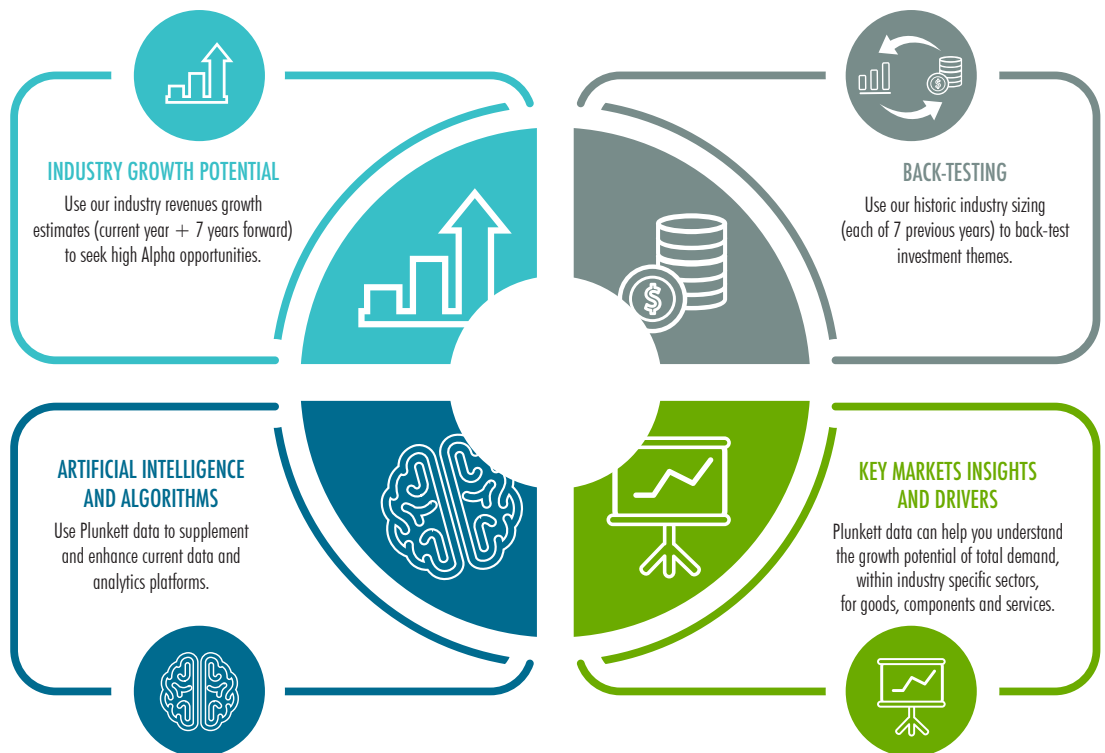 INDUSTRY GROWTH POTENTIAL
Use our industry revenues growth
estimates (current year + 7 years forward)
to seek high Alpha opportunities.
BACK-TESTING
Use our historic industry sizing
(each of 7 previous years) to back-test
investment themes.
ARTIFICIAL INTELLIGENCE
AND ALGORITHMS
Use Plunkett data to supplement
and enhance current data and
analytics platforms.
KEY MARKETS INSIGHTS
AND DRIVERS
Plunkett data can help you understand
the growth potential of total demand,
within industry specific sectors,
for goods, components and services.
$
$